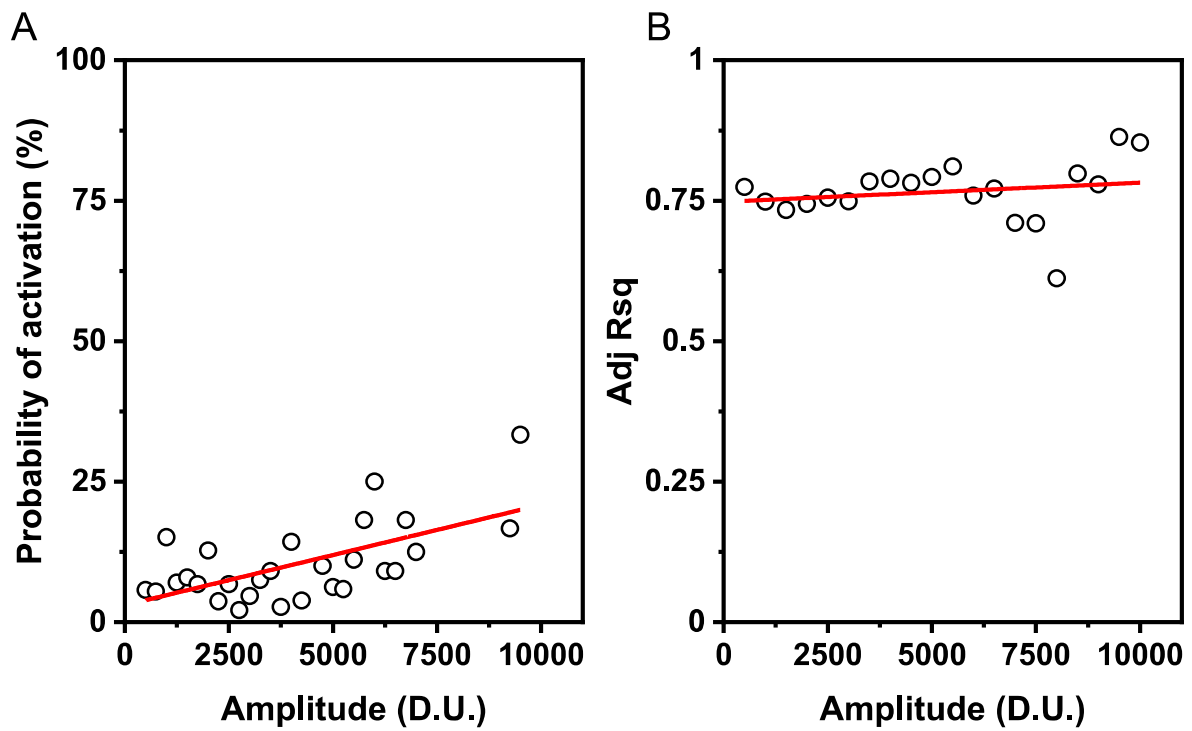 A
Probability of activation (%)
100
75
50
25
0
0 2500 5000 7500 10000
Amplitude (D.U.)
B
Adj Rsq
1
0.75
0.5
0.25
0
0 2500 5000 7500 10000
Amplitude (D.U.)